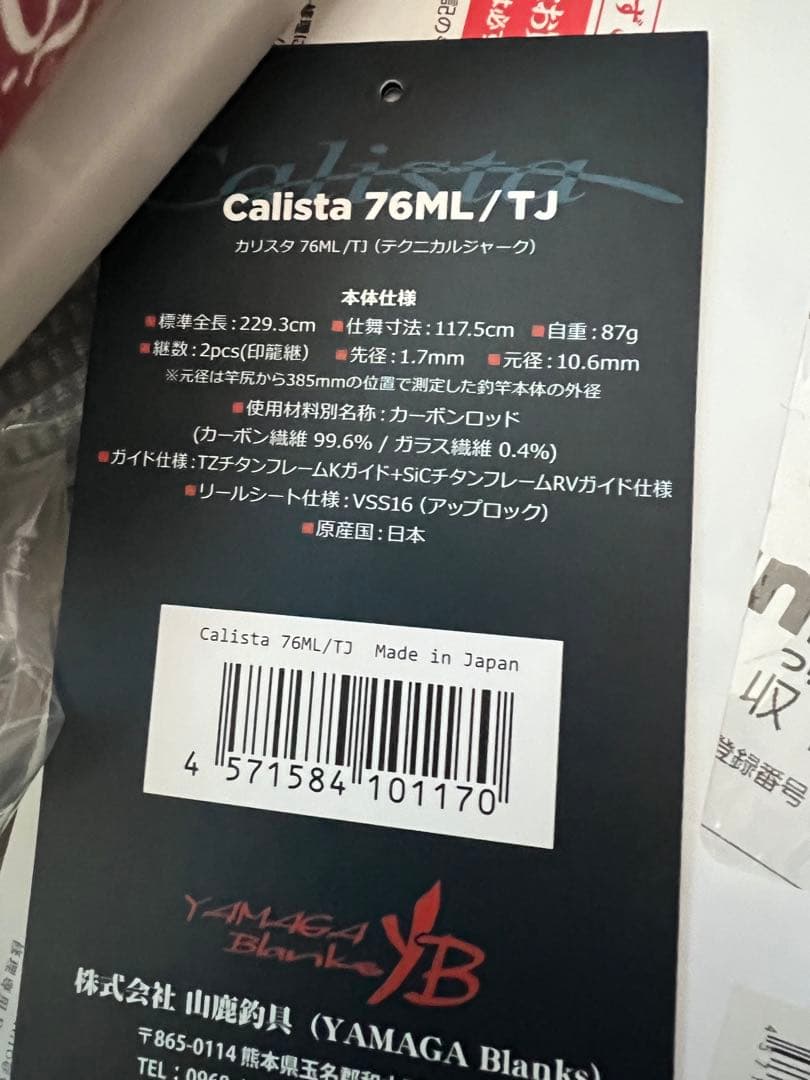 Calista
Calista 76ML/TJ
カリスタ 76ML/TJ（テクニカルジャーク）
本体仕様
■標準全長：229.3cm ■仕舞寸法：117.5cm ■自重：87g
■継数：2pcs(印籠継） ■先径：1.7mm ■元径：10.6mm
※元径は竿尻から385mmの位置で測定した釣竿本体の外径
■使用材料別名称：カーボンロッド
(カーボン繊維 99.6% / ガラス繊維 0.4%)
■ガイド仕様：TZチタンフレームKガイド+SiCチタンフレームRVガイド仕様
■リールシート仕様：VSS16（アップロック）
■原産国：日本
Calista 76ML/TJ Made in Japan
4 571584 101170
YAMAGA
Blanks
YB
株式会社 山鹿釣具（YAMAGA Blanks）
〒865-0114 熊本県玉名郡和
TEL：0968
収
登録番号